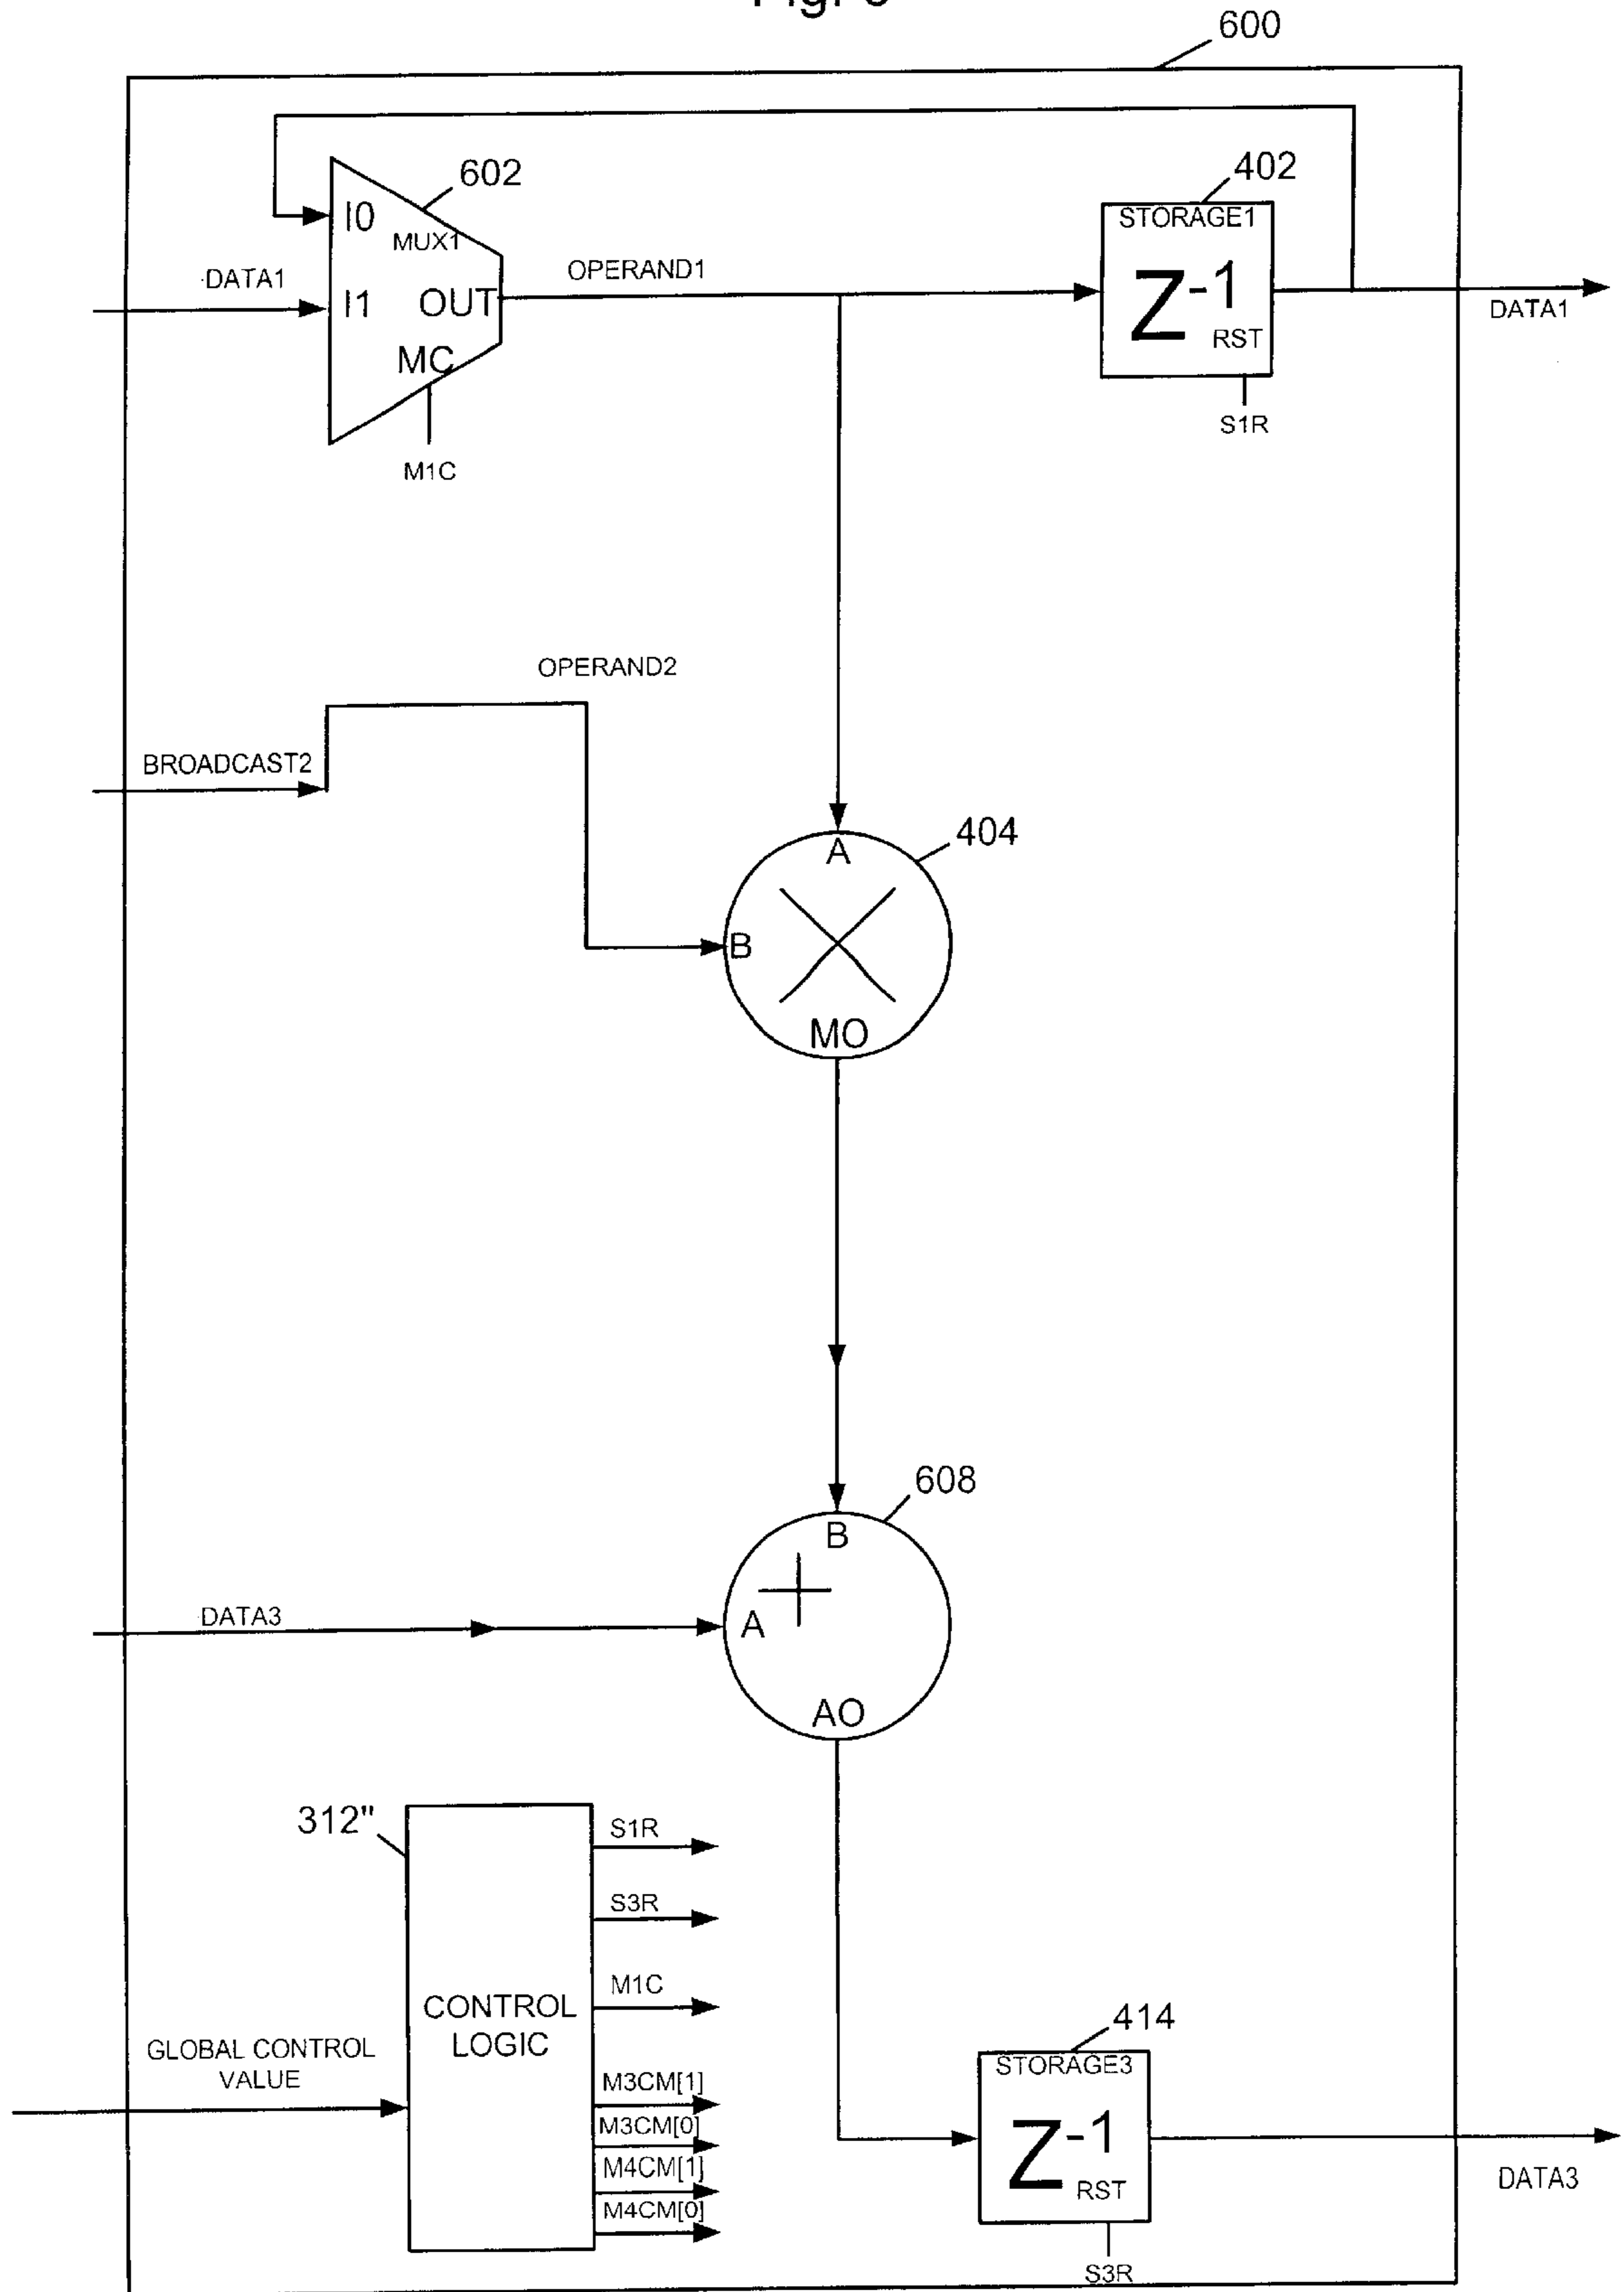 600
602
402
I0
MUX1
STORAGE1
DATA1
OPERAND1
I1
OUT
Z-1
RST
DATA1
MC
M1C
S1R
OPERAND2
BROADCAST2
404
A
B
MO
608
B
DATA3
A
AO
312"
S1R
S3R
M1C
CONTROL
LOGIC
GLOBAL CONTROL
VALUE
M3CM[1]
M3CM[0]
M4CM[1]
M4CM[0]
414
STORAGE3
Z-1
RST
DATA3
S3R